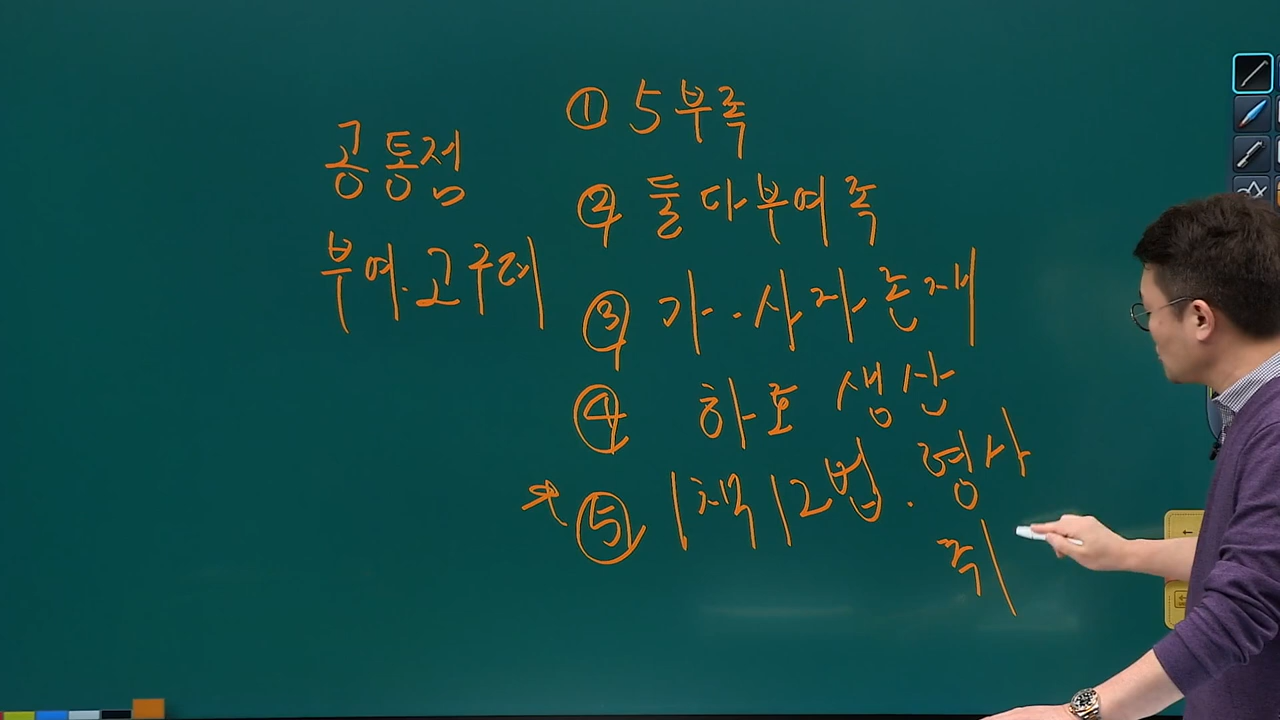 공통점
부여.고구려
① 5부족
② 둘다부여족
③ 가·사자존재
④ 하호 생산
⑤ 1책12법.형사
취